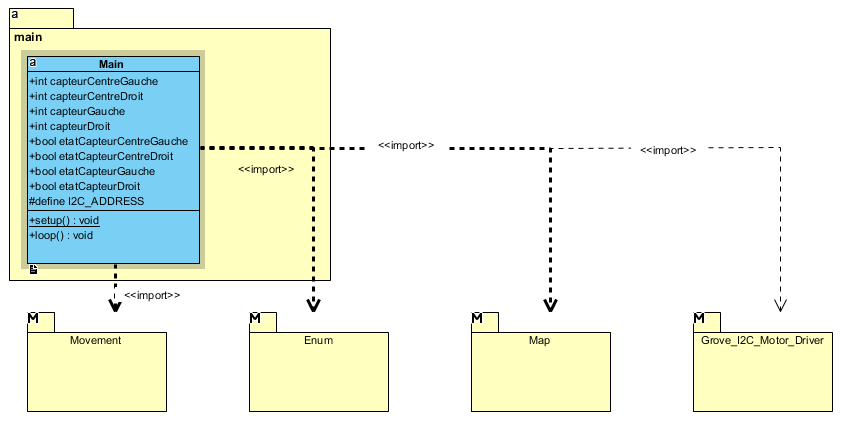 a
main
a
Main
+int capteurCentreGauche
+int capteurCentreDroit
+int capteurGauche
+int capteurDroit
+bool etatCapteurCentreGauche
+bool etatCapteurCentreDroit
+bool etatCapteurGauche
+bool etatCapteurDroit
#define I2C_ADDRESS
+setup() : void
+loop() : void
<<import>>
<<import>>
<<import>>
<<import>>
M
Movement
M
Enum
M
Map
M
Grove_I2C_Motor_Driver